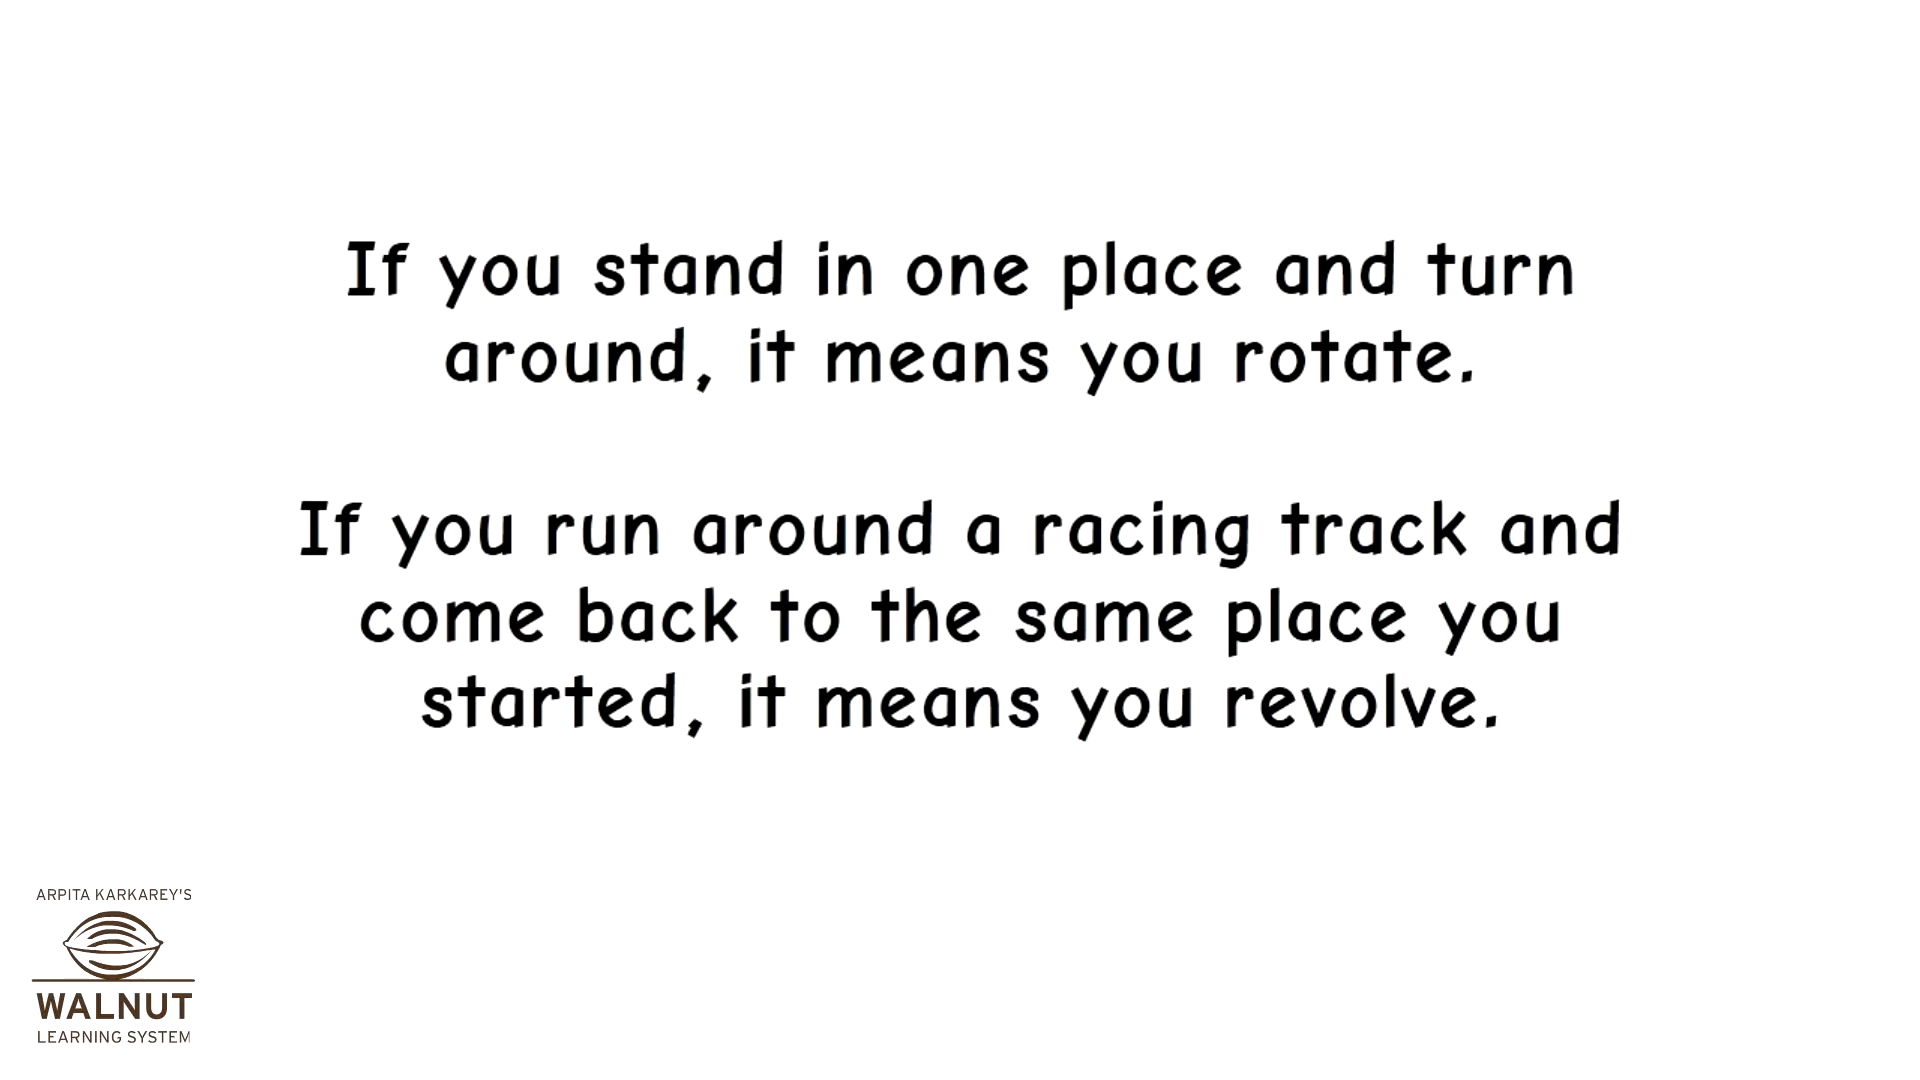 If you stand in one place and turn
around, it means you rotate.
If you run around a racing track and
come back to the same place you
started, it means you revolve.
ARPITA KARKAREY'S
WALNUT
LEARNING SYSTEM